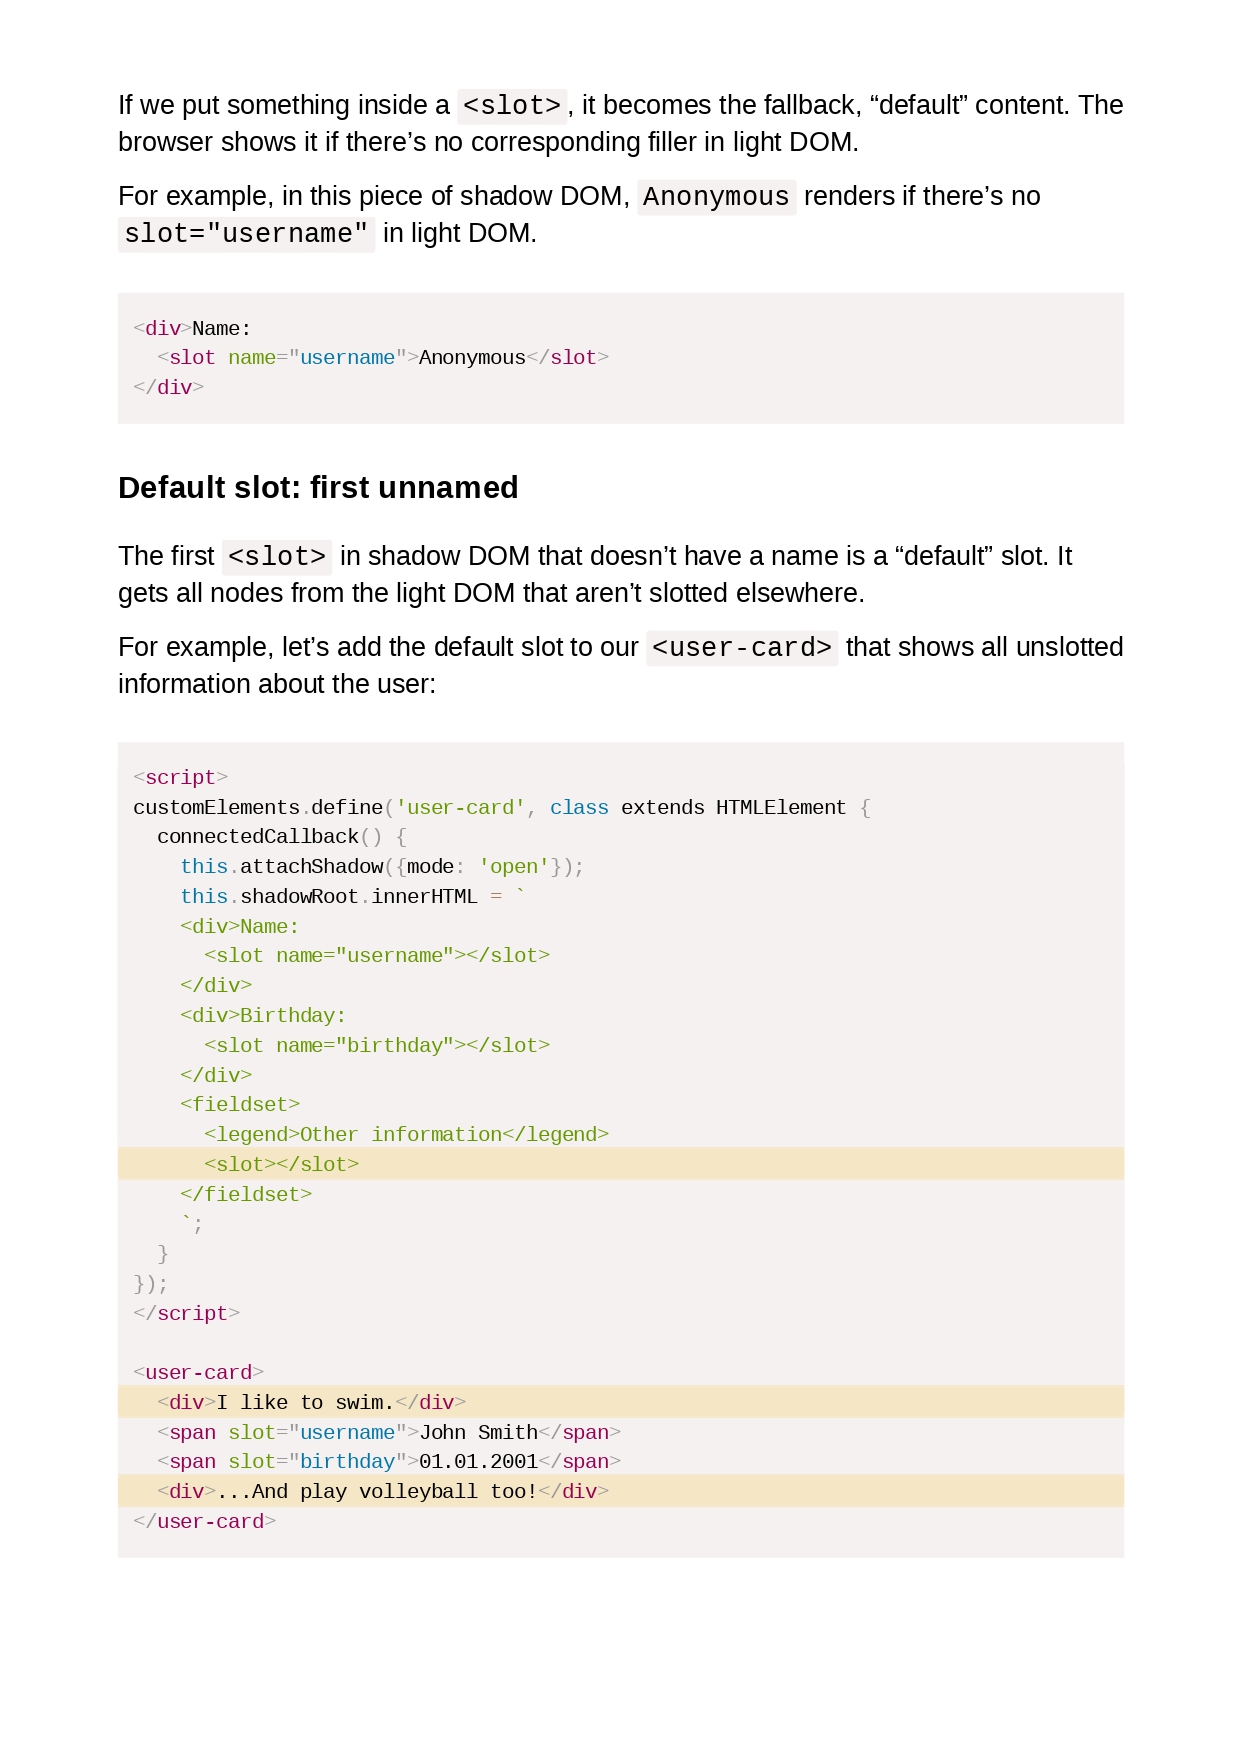 If we put something inside a <slot>, it becomes the fallback, “default” content. The
browser shows it if there’s no corresponding filler in light DOM.
For example, in this piece of shadow DOM, Anonymous renders if there’s no
slot="username" in light DOM.
<div>Name:
  <slot name="username">Anonymous</slot>
</div>
Default slot: first unnamed
The first <slot> in shadow DOM that doesn’t have a name is a “default” slot. It
gets all nodes from the light DOM that aren’t slotted elsewhere.
For example, let’s add the default slot to our <user-card> that shows all unslotted
information about the user:
<script>
customElements.define('user-card', class extends HTMLElement {
  connectedCallback() {
    this.attachShadow({mode: 'open'});
    this.shadowRoot.innerHTML = `
    <div>Name:
      <slot name="username"></slot>
    </div>
    <div>Birthday:
      <slot name="birthday"></slot>
    </div>
    <fieldset>
      <legend>Other information</legend>
      <slot></slot>
    </fieldset>
    `;
  }
});
</script>

<user-card>
  <div>I like to swim.</div>
  <span slot="username">John Smith</span>
  <span slot="birthday">01.01.2001</span>
  <div>...And play volleyball too!</div>
</user-card>